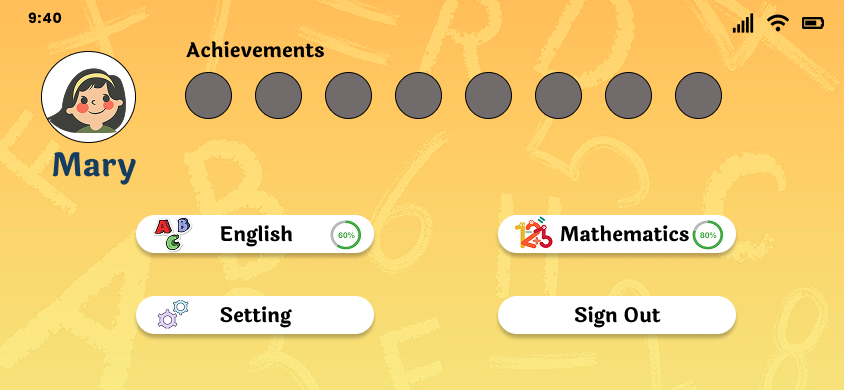 9:40
Achievements
Mary
English 60%
Mathematics 80%
Setting
Sign Out